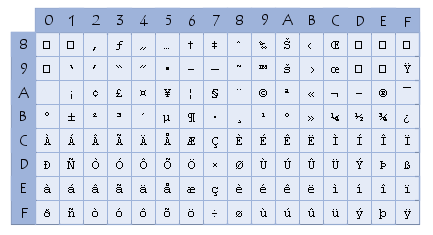 0 1 2 3 4 5 6 7 8 9 A B C D E F
8 □ □ ‚ ƒ „ … † ‡ ˆ ‰ Š ‹ Œ □ □ □
9 □ ‘ ’ “ ” • – — ˜ ™ š › œ □ □ Ÿ
A ¡ ¢ £ ¤ ¥ ¦ § ¨ © ª « ¬ - ® ¯
B ° ± ² ³ ´ µ ¶ · ¸ ¹ º » ¼ ½ ¾ ¿
C À Á Â Ã Ä Å Æ Ç È É Ê Ë Ì Í Î Ï
D Ð Ñ Ò Ó Ô Õ Ö × Ø Ù Ú Û Ü Ý Þ ß
E à á â ã ä å æ ç è é ê ë ì í î ï
F ð ñ ò ó ô õ ö ÷ ø ù ú û ü ý þ ÿ